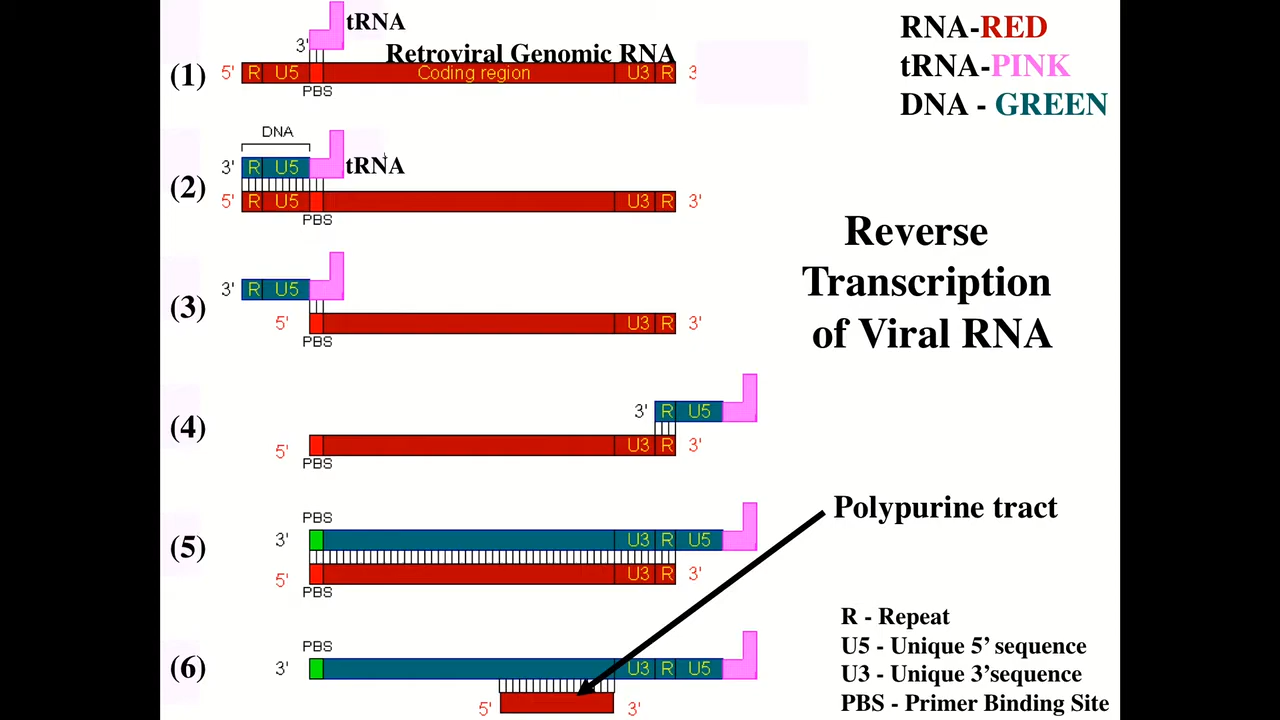 tRNA
3'
Retroviral Genomic RNA
(1) 5' R U5 Coding region U3 R 3
PBS
RNA-RED
tRNA-PINK
DNA - GREEN
DNA
3' R U5 tRNA
(2) 5' R U5 U3 R 3'
PBS
Reverse
Transcription
of Viral RNA
3' R U5
(3) 5' U3 R 3'
PBS
3' R U5
(4) 5' U3 R 3'
PBS
Polypurine tract
PBS
3' U3 R U5
(5) 5' U3 R 3'
PBS
PBS
(6) 3' U3 R U5
5' 3'
R - Repeat
U5 - Unique 5’ sequence
U3 - Unique 3’sequence
PBS - Primer Binding Site